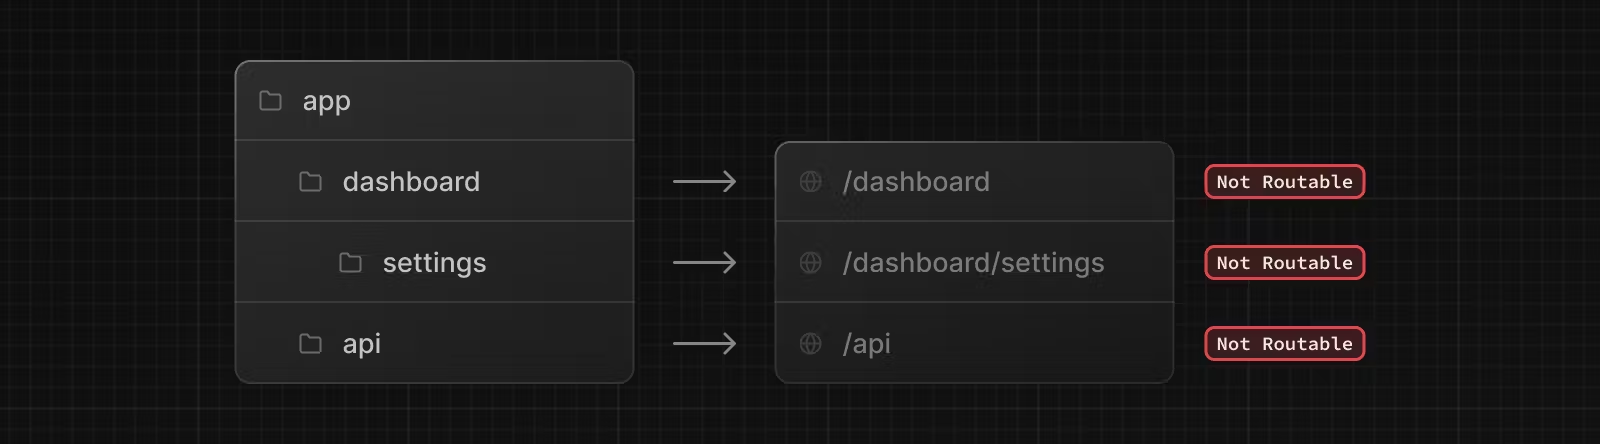 app
dashboard
/dashboard
Not Routable
settings
/dashboard/settings
Not Routable
api
/api
Not Routable